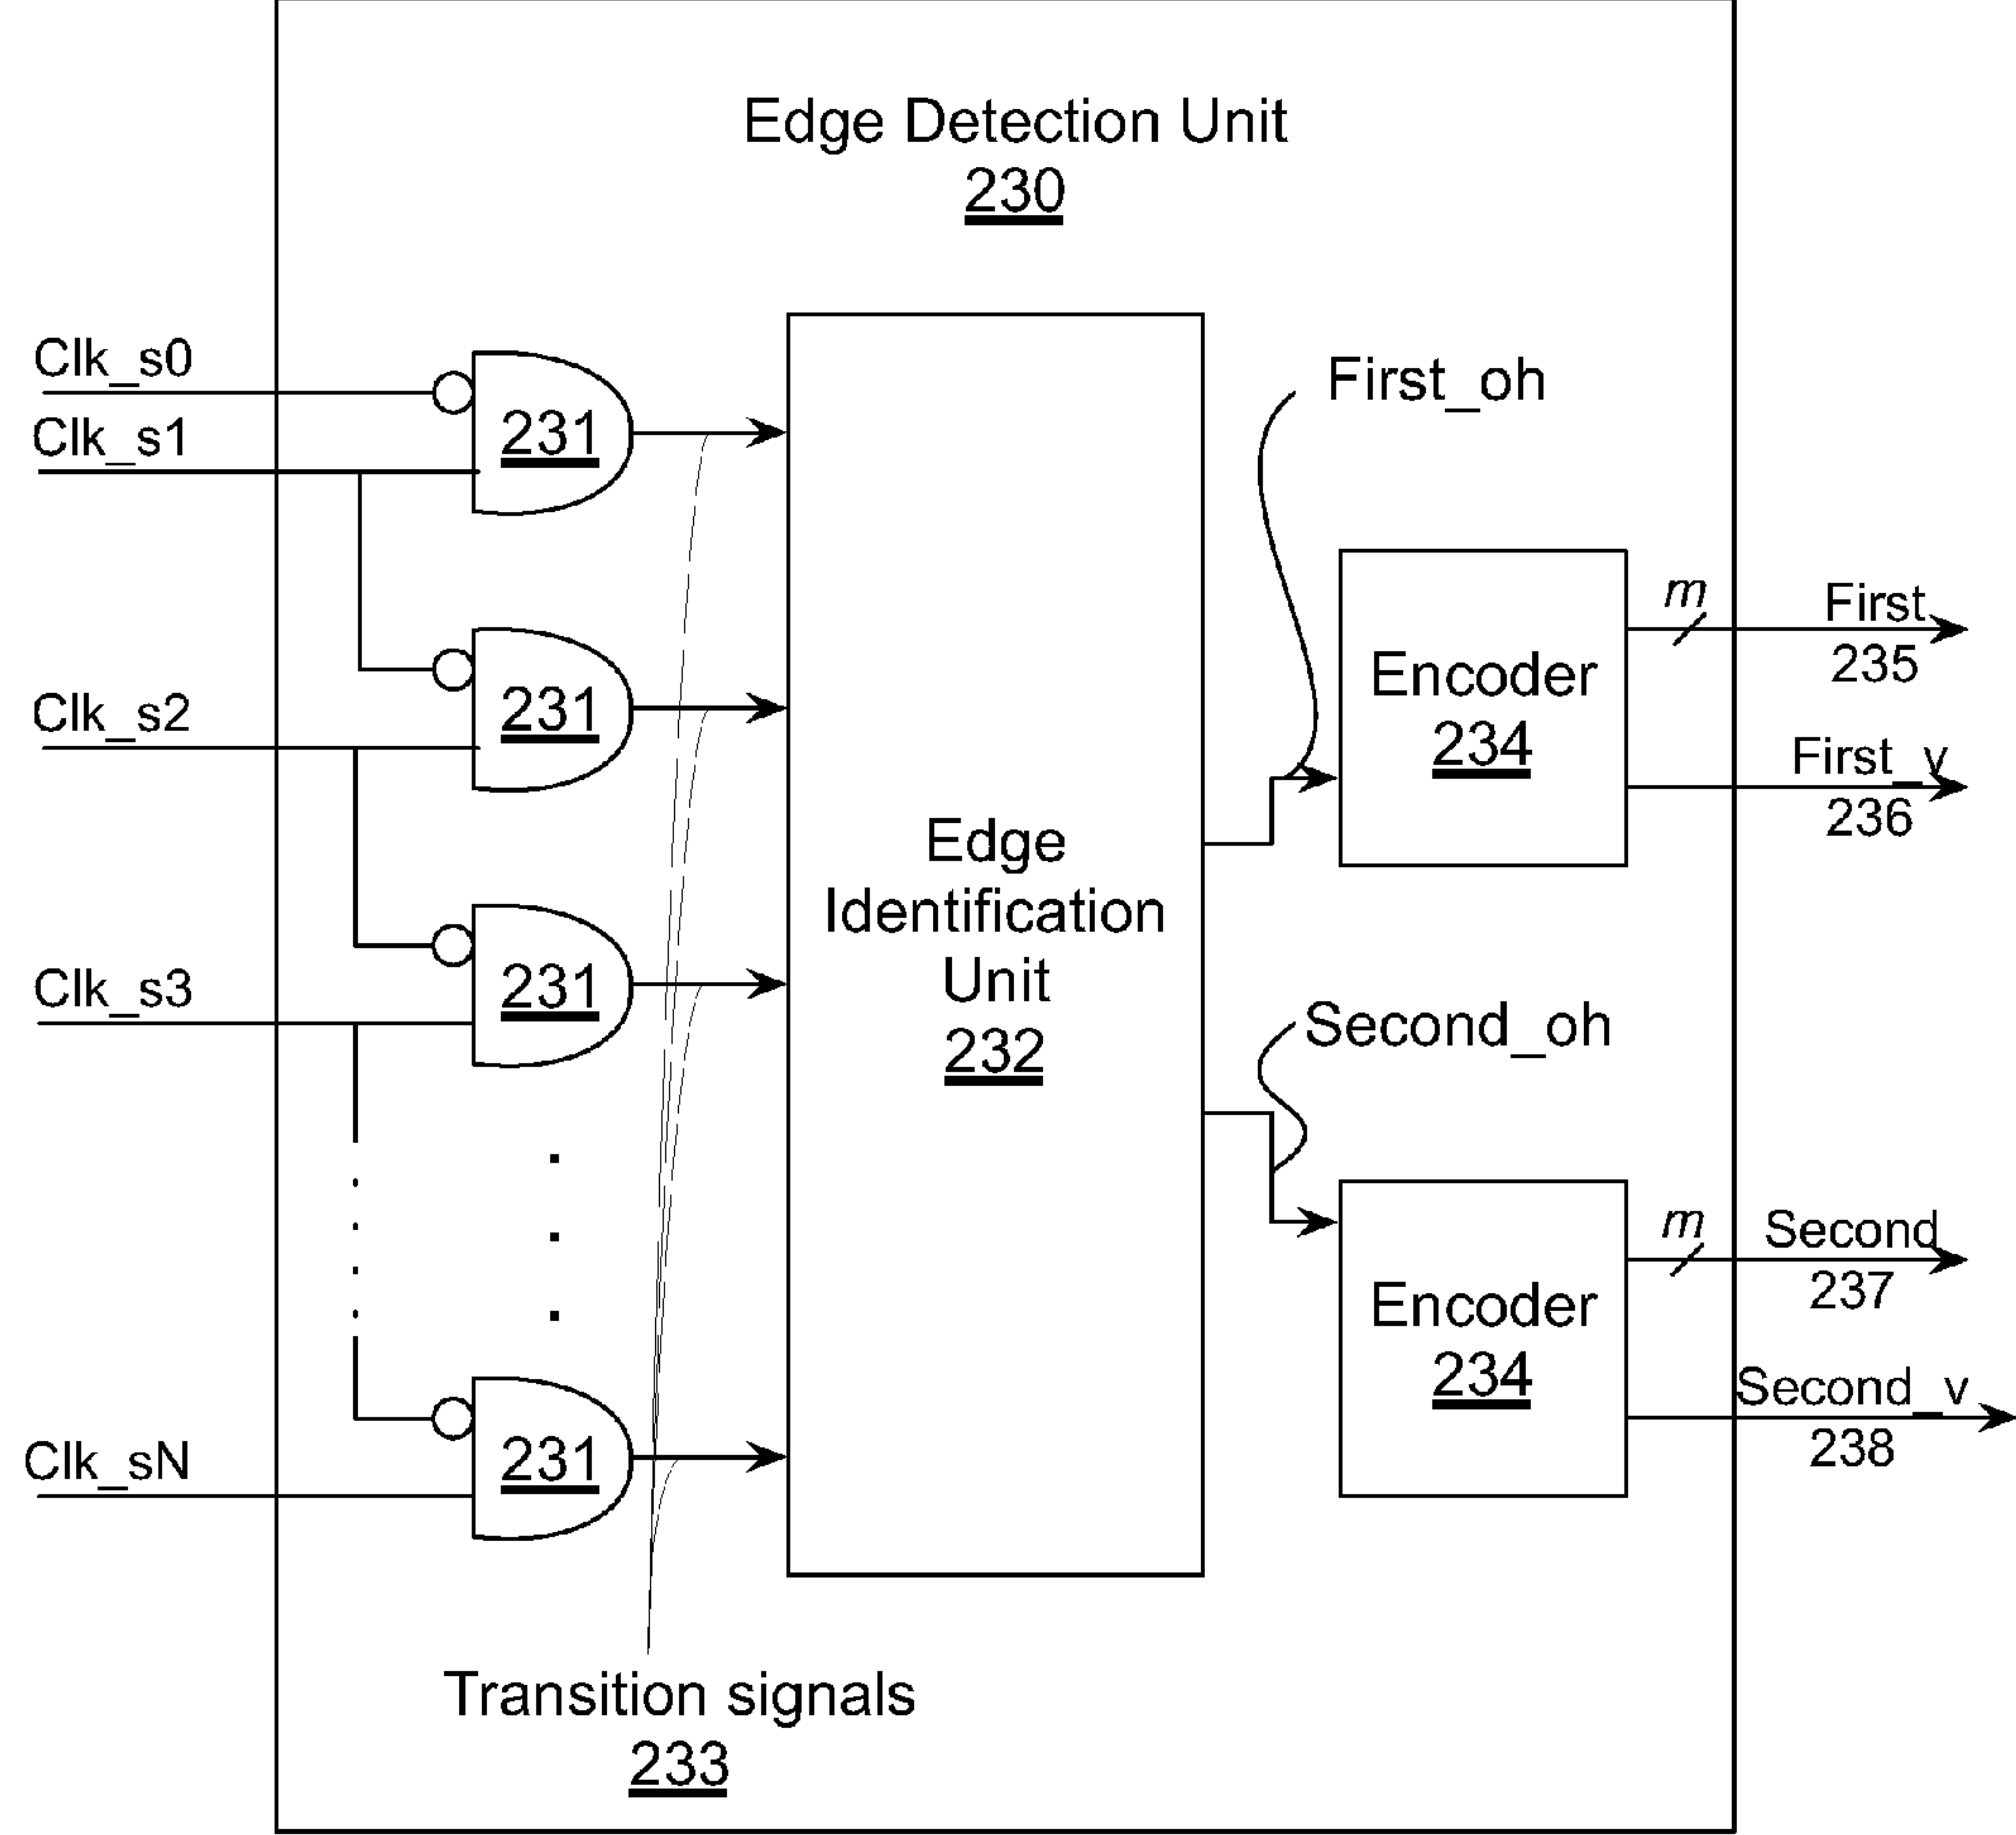 Edge Detection Unit
230
Clk_s0
Clk_s1
231
First_oh
Clk_s2
231
Encoder
234
m
First
235
First_v
236
Edge
Identification
Unit
232
Clk_s3
231
Second_oh
Encoder
234
m
Second
237
Second_v
238
Clk_sN
231
Transition signals
233